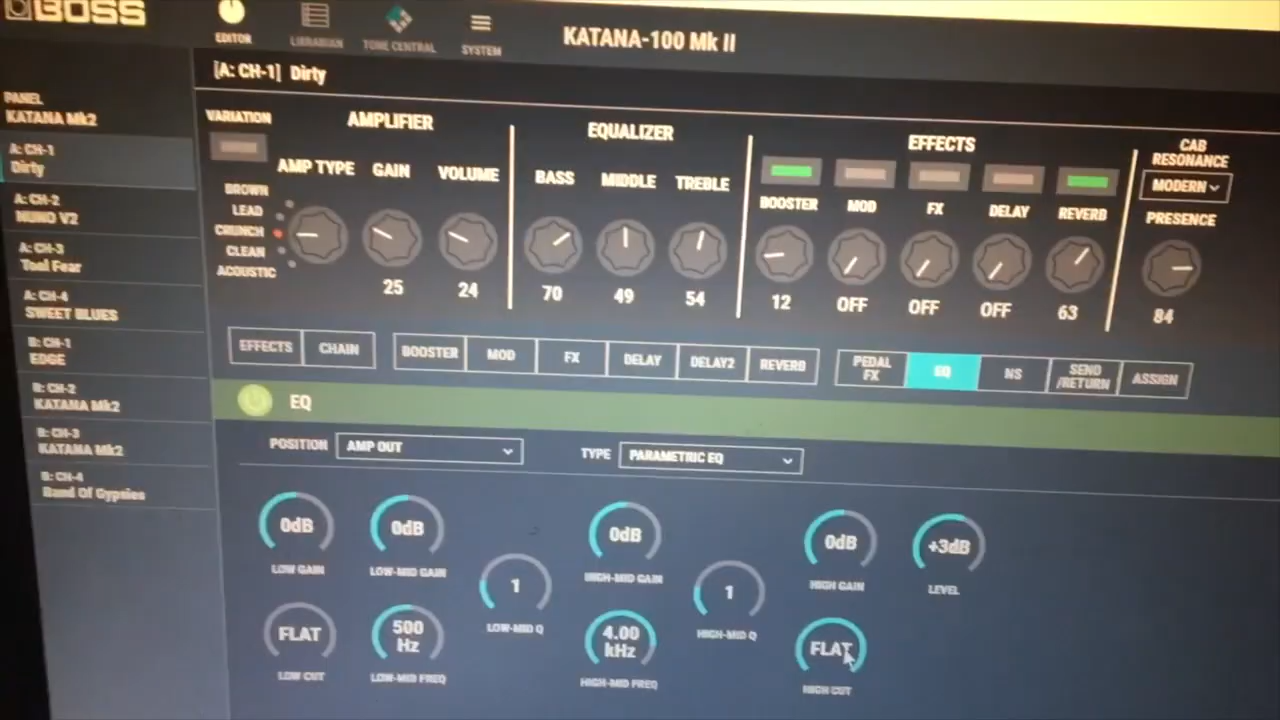 BOSS
EDITOR
LIBRARIAN
TONE CENTRAL
SYSTEM
KATANA-100 Mk II
[A: CH-1] Dirty
PANEL
KATANA Mk2
A: CH-1
Dirty
A: CH-2
NUNO V2
A: CH-3
Tool Fear
A: CH-4
SWEET BLUES
B: CH-1
EDGE
B: CH-2
KATANA Mk2
B: CH-3
KATANA Mk2
B: CH-4
Band Of Gypsies
VARIATION
AMPLIFIER
AMP TYPE
GAIN
VOLUME
BROWN
LEAD
CRUNCH
CLEAN
ACOUSTIC
25
24
EQUALIZER
BASS
MIDDLE
TREBLE
70
49
54
EFFECTS
BOOSTER
MOD
FX
DELAY
REVERB
12
OFF
OFF
OFF
63
CAB
RESONANCE
MODERN
PRESENCE
84
EFFECTS
CHAIN
BOOSTER
MOD
FX
DELAY
DELAY2
REVERB
PEDAL
FX
EQ
NS
SEND
/RETURN
ASSIGN
EQ
POSITION
AMP OUT
TYPE
PARAMETRIC EQ
0dB
LOW GAIN
0dB
LOW-MID GAIN
1
LOW-MID Q
0dB
HIGH-MID GAIN
1
HIGH-MID Q
0dB
HIGH GAIN
+3dB
LEVEL
FLAT
LOW CUT
500
Hz
LOW-MID FREQ
4.00
kHz
HIGH-MID FREQ
FLAT
HIGH CUT